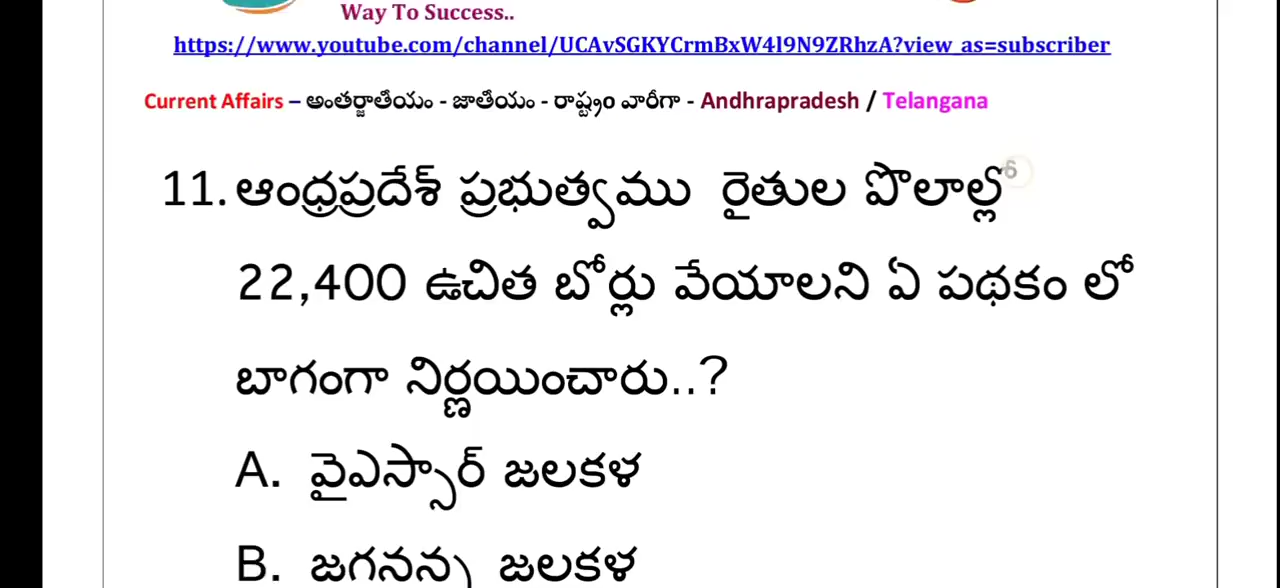 Way To Success..
https://www.youtube.com/channel/UCAvSGKYCrmBxW4l9N9ZRhzA?view_as=subscriber
Current Affairs – అంతర్జాతీయం - జాతీయం - రాష్ట్రం వారీగా - Andhrapradesh / Telangana
11. ఆంధ్రప్రదేశ్ ప్రభుత్వము రైతుల పొలాల్లో
22,400 ఉచిత బోర్లు వేయాలని ఏ పథకం లో
బాగంగా నిర్ణయించారు..?
A. వైఎస్సార్ జలకళ
B. జగనన్న జలకళ